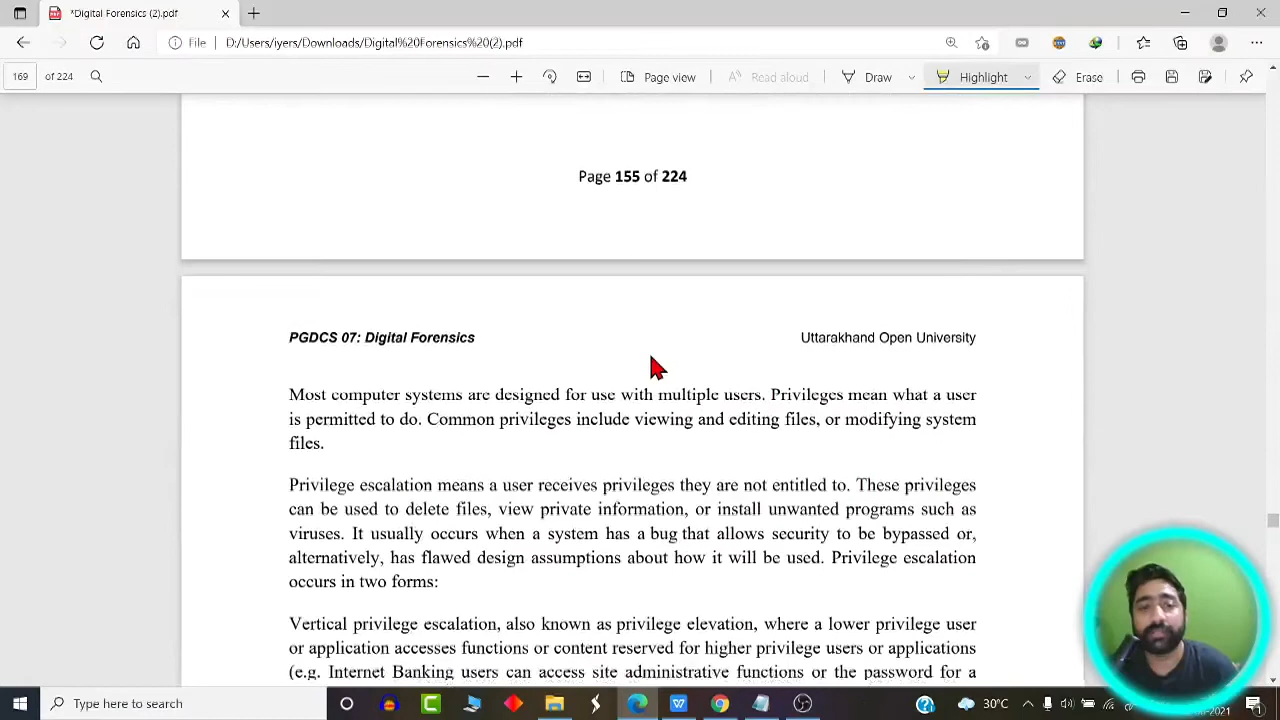 *Digital Forensics (2).pdf
File D:/Users/iyers/Downloads/Digital%20Forensics%20(2).pdf
169 of 224 Page view Read aloud Draw Highlight Erase
Page 155 of 224
PGDCS 07: Digital Forensics Uttarakhand Open University
Most computer systems are designed for use with multiple users. Privileges mean what a user
is permitted to do. Common privileges include viewing and editing files, or modifying system
files.
Privilege escalation means a user receives privileges they are not entitled to. These privileges
can be used to delete files, view private information, or install unwanted programs such as
viruses. It usually occurs when a system has a bug that allows security to be bypassed or,
alternatively, has flawed design assumptions about how it will be used. Privilege escalation
occurs in two forms:
Vertical privilege escalation, also known as privilege elevation, where a lower privilege user
or application accesses functions or content reserved for higher privilege users or applications
(e.g. Internet Banking users can access site administrative functions or the password for a
Type here to search 30°C